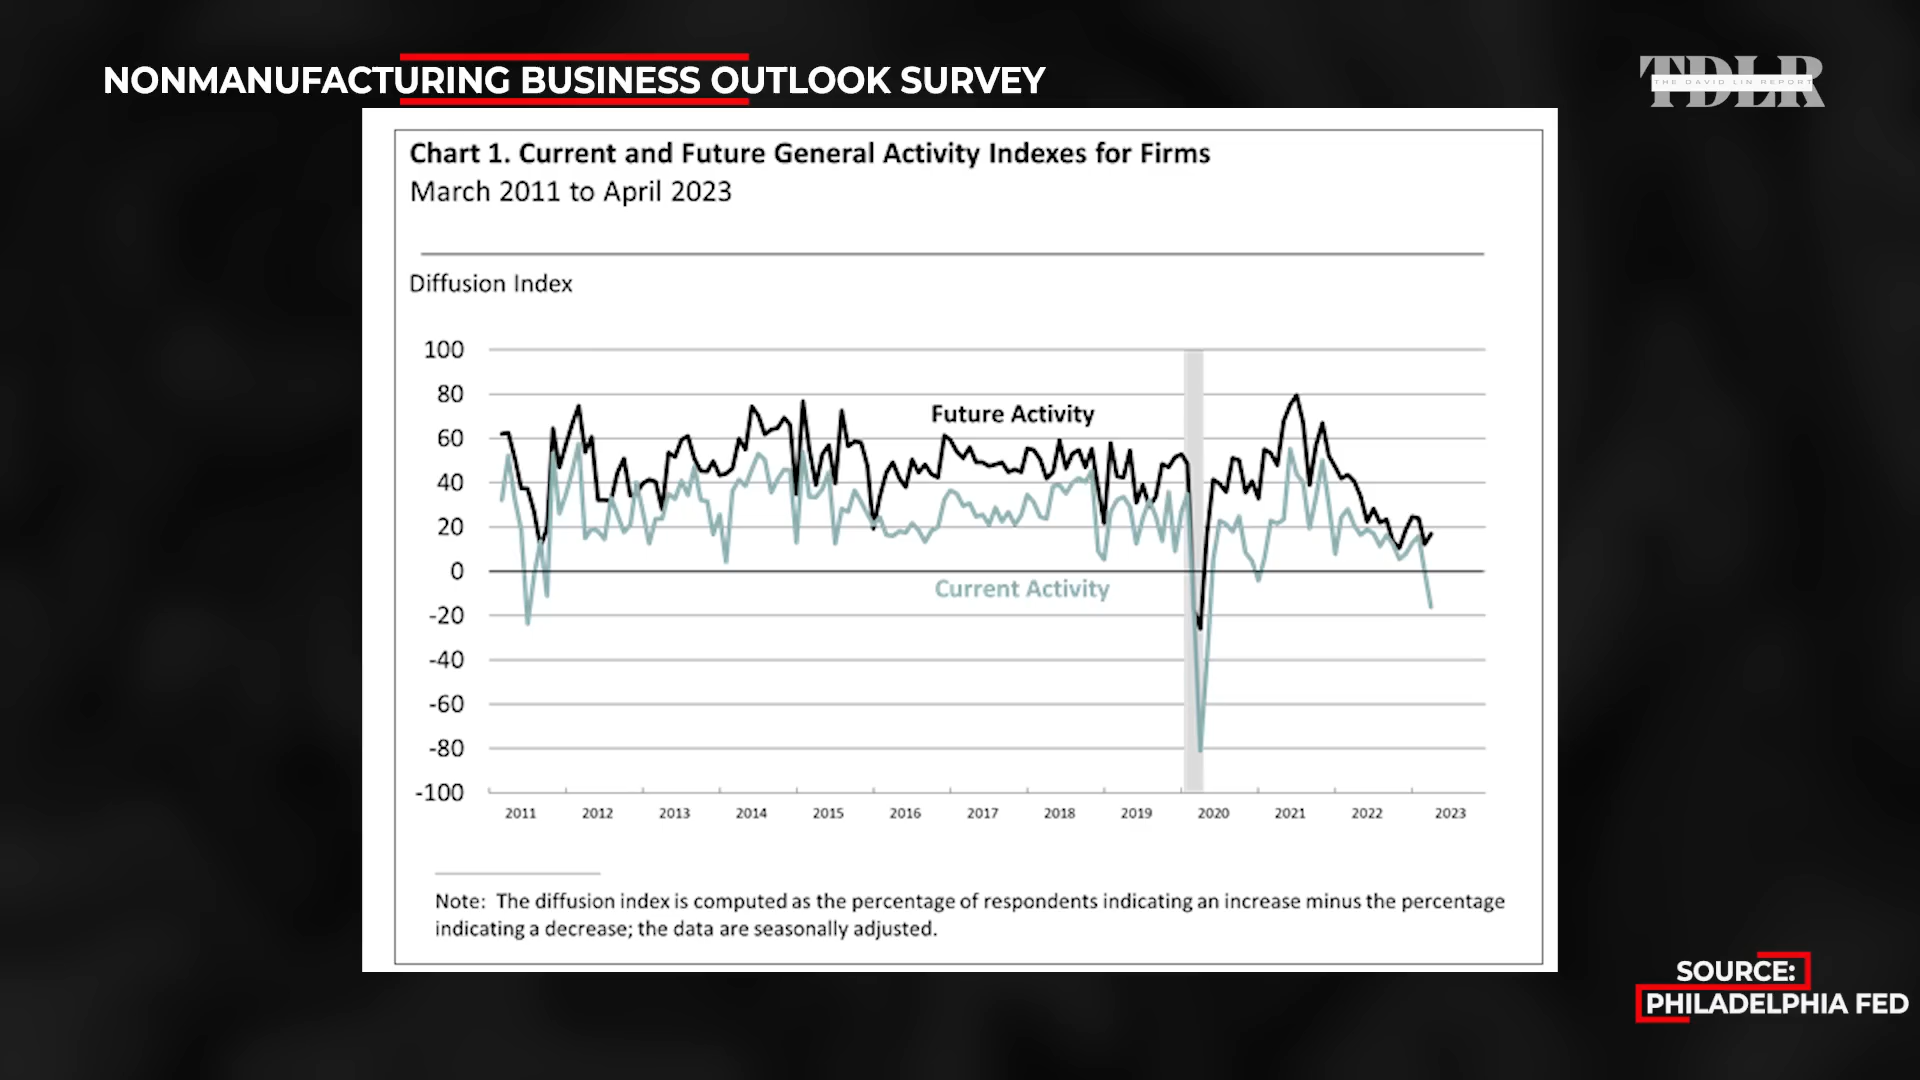 NONMANUFACTURING BUSINESS OUTLOOK SURVEY
TDLR
THE DAVID LIN REPORT
Chart 1. Current and Future General Activity Indexes for Firms
March 2011 to April 2023
Diffusion Index
100
80
60
40
20
0
-20
-40
-60
-80
-100
Future Activity
Current Activity
2011 2012 2013 2014 2015 2016 2017 2018 2019 2020 2021 2022 2023
Note: The diffusion index is computed as the percentage of respondents indicating an increase minus the percentage
indicating a decrease; the data are seasonally adjusted.
SOURCE:
PHILADELPHIA FED